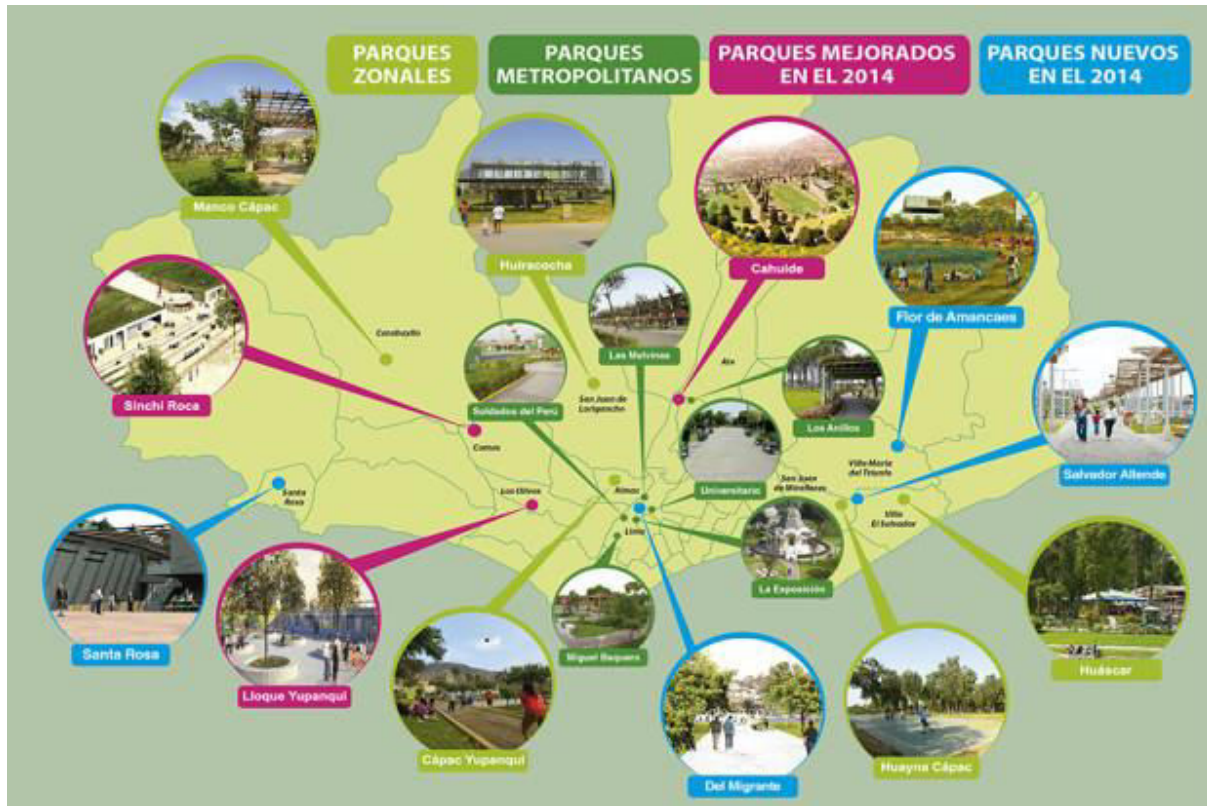 PARQUES
ZONALES
PARQUES
METROPOLITANOS
PARQUES MEJORADOS
EN EL 2014
PARQUES NUEVOS
EN EL 2014
Manco Cápac
Huiracocha
Cahuide
Flor de Amancaes
Sinchi Roca
Carabayllo
Las Malvinas
Ate
San Juan de
Lurigancho
Soldados del Perú
Los Anillos
Comas
Salvador Allende
Villa María
del Triunfo
San Juan
de Miraflores
Universitario
Santa
Rosa
Los Olivos
Rímac
Villa
El Salvador
Lima
La Exposición
Santa Rosa
Miguel Baquero
Huáscar
Lloque Yupanqui
Cápac Yupanqui
Huayna Cápac
Del Migrante